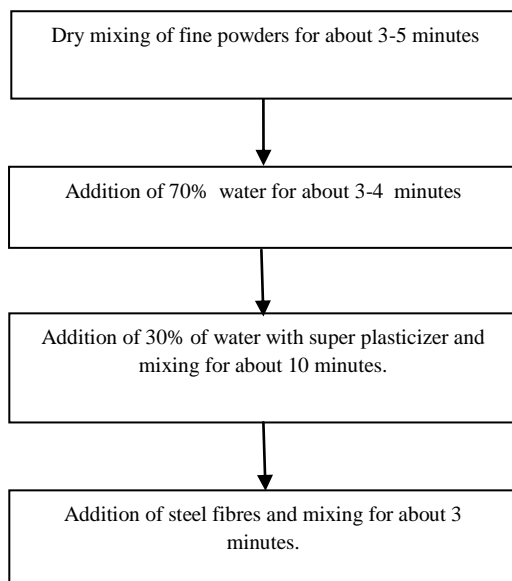 Dry mixing of fine powders for about 3-5 minutes
Addition of 70% water for about 3-4 minutes
Addition of 30% of water with super plasticizer and
mixing for about 10 minutes.
Addition of steel fibres and mixing for about 3
minutes.